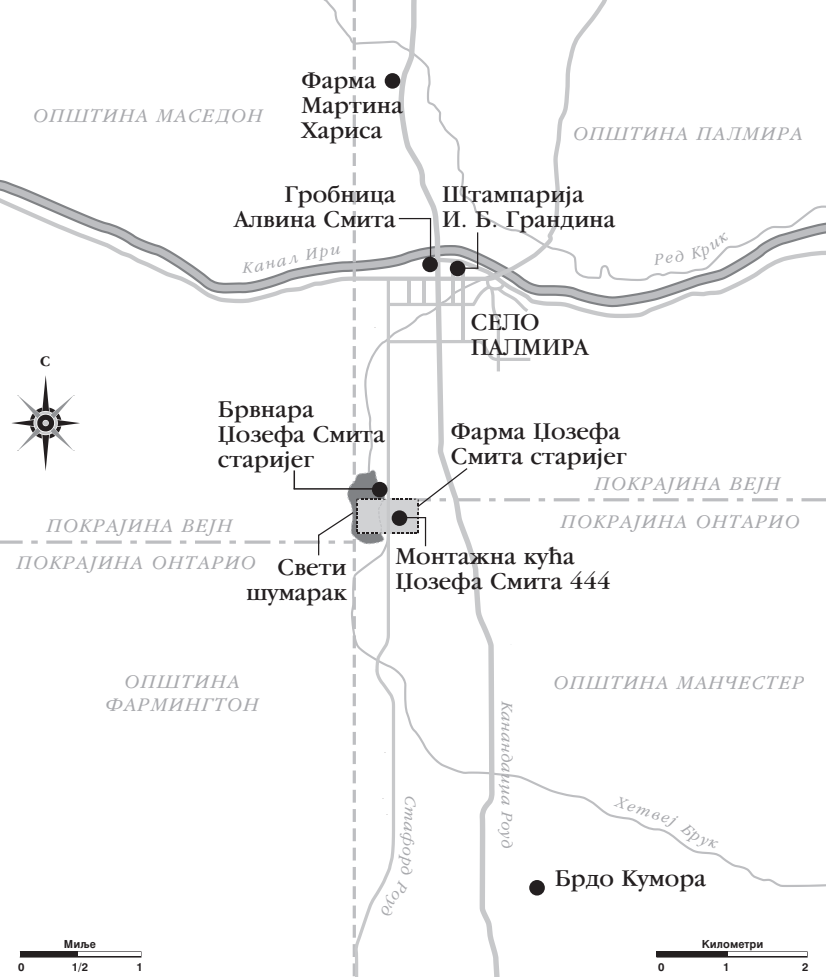 Фарма
Мартина
Хариса
ОПШТИНА МАСЕДОН
ОПШТИНА ПАЛМИРА
Гробница
Алвина Смита
Штампарија
И. Б. Грандина
Канал Ири
Ред Крик
СЕЛО
ПАЛМИРА
С
Брвнара
Џозефа Смита
старијег
Фарма Џозефа
Смита старијег
ПОКРАЈИНА ВЕЈН
ПОКРАЈИНА ОНТАРИО
ПОКРАЈИНА ВЕЈН
ПОКРАЈИНА ОНТАРИО
Свети
шумарак
Монтажна кућа
Џозефа Смита 444
ОПШТИНА
ФАРМИНГТОН
ОПШТИНА МАНЧЕСТЕР
Канандаиџа Роуд
Стафорд Роуд
Хетвеј Брук
Брдо Кумора
Миље
0 1/2 1
Километри
0 1 2